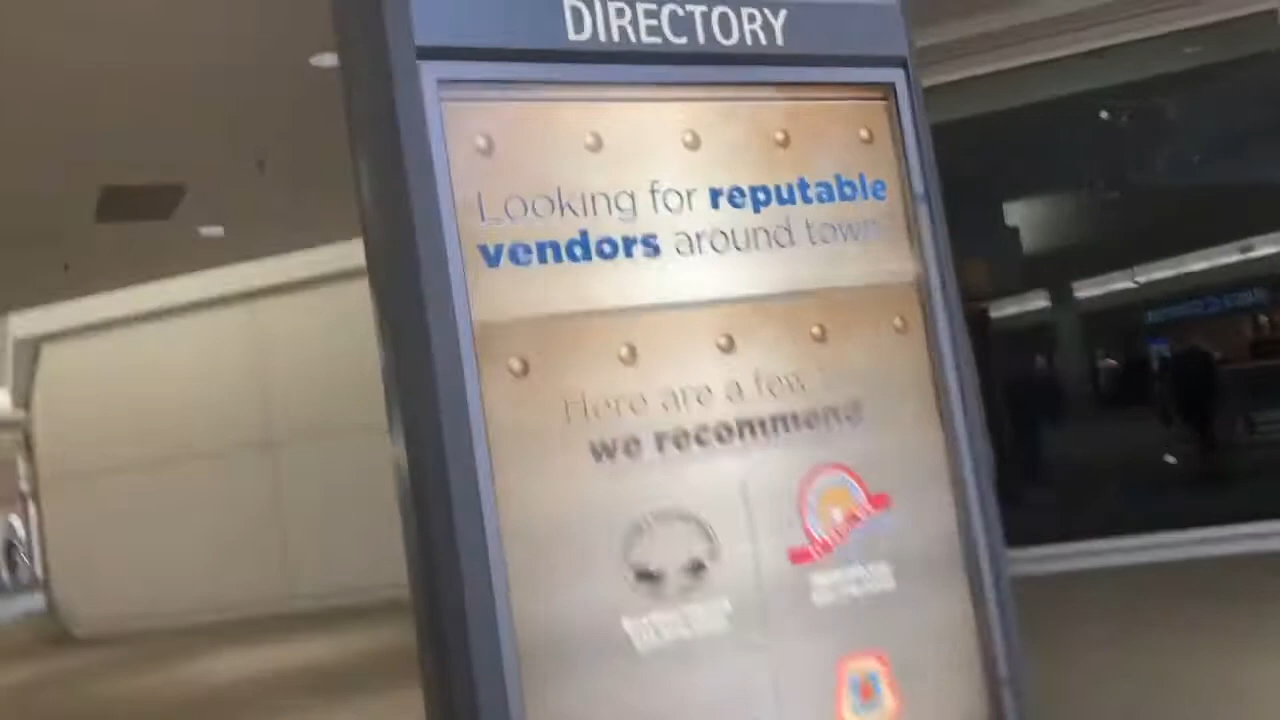 DIRECTORY
Looking for reputable
vendors around town
Here are a few
we recommend